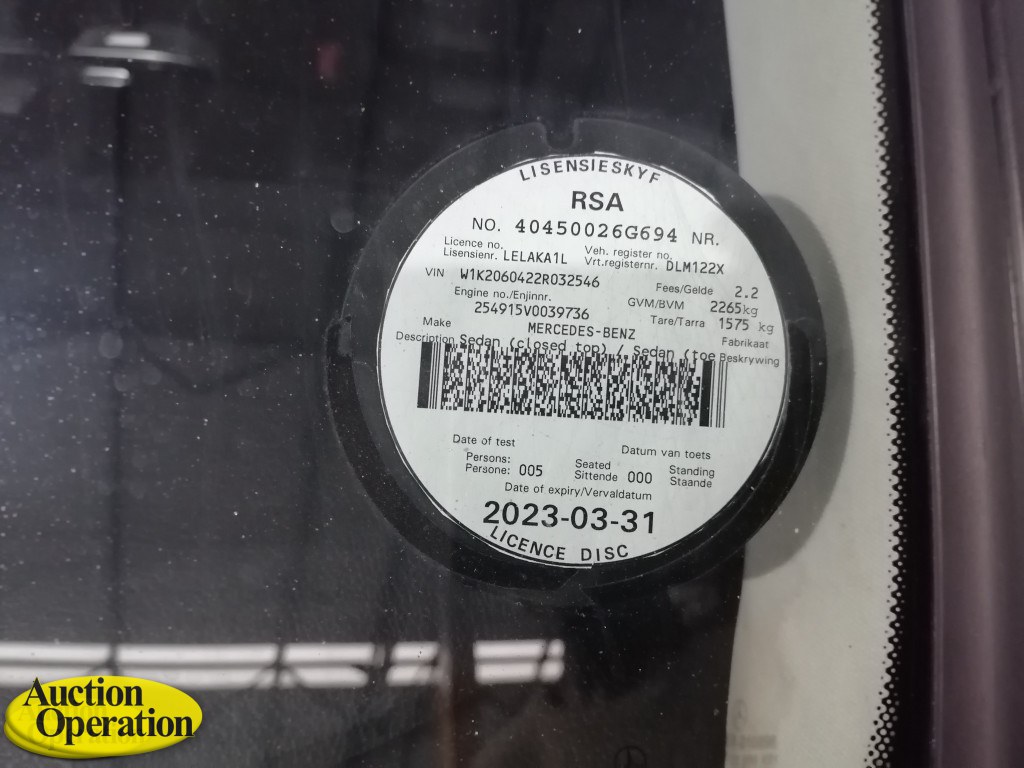 LISENSIESKYF
RSA
NO. 40450026G694 NR.
Licence no. Veh. register no.
Lisensienr. LELAKA1L Vrt.registernr. DLM122X
VIN W1K2060422R032546 Fees/Gelde 2.2
Engine no./Enjinnr. GVM/BVM 2265kg
254915V0039736 Tare/Tarra 1575 kg
Make MERCEDES-BENZ Fabrikaat
Description Sedan (closed top) / Sedan (toe Beskrywing
Date of test Datum van toets
Persons: Seated Standing
Persone: 005 Sittende 000 Staande
Date of expiry/Vervaldatum
2023-03-31
LICENCE DISC
Auction
Operation